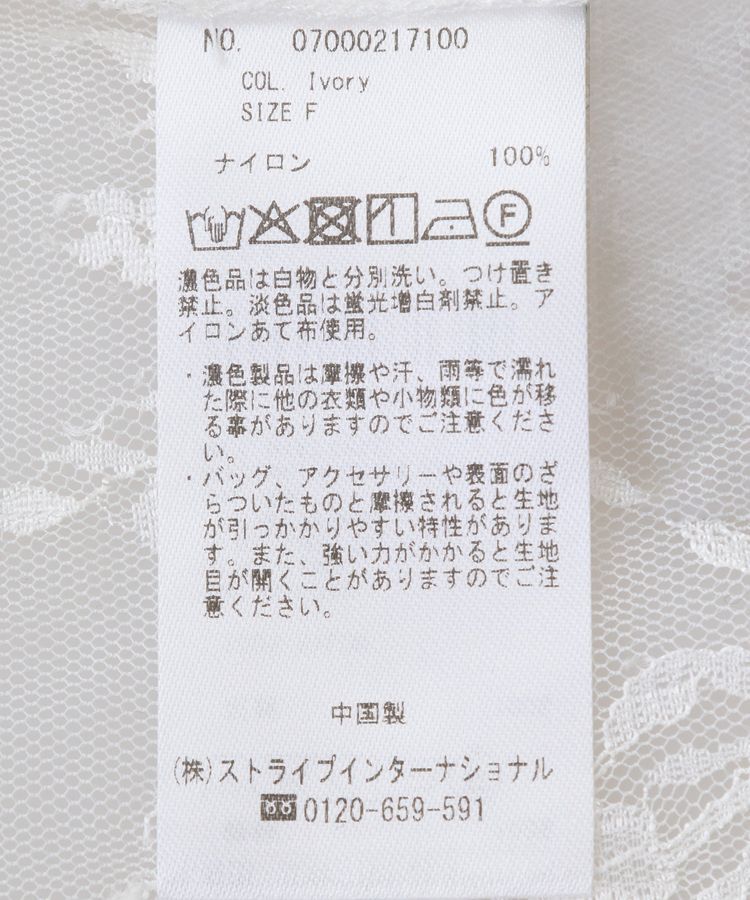 NO. 07000217100
COL. Ivory
SIZE F
ナイロン 100%
F
濃色品は白物と分別洗い。つけ置き
禁止。淡色品は蛍光増白剤禁止。ア
イロンあて布使用。
・濃色製品は摩擦や汗、雨等で濡れ
た際に他の衣類や小物類に色が移
る事がありますのでご注意くださ
い。
・バッグ、アクセサリーや表面のざ
らついたものと摩擦されると生地
が引っかかりやすい特性がありま
す。また、強い力がかかると生地
目が開くことがありますのでご注
意ください。
中国製
(株)ストライプインターナショナル
0120-659-591